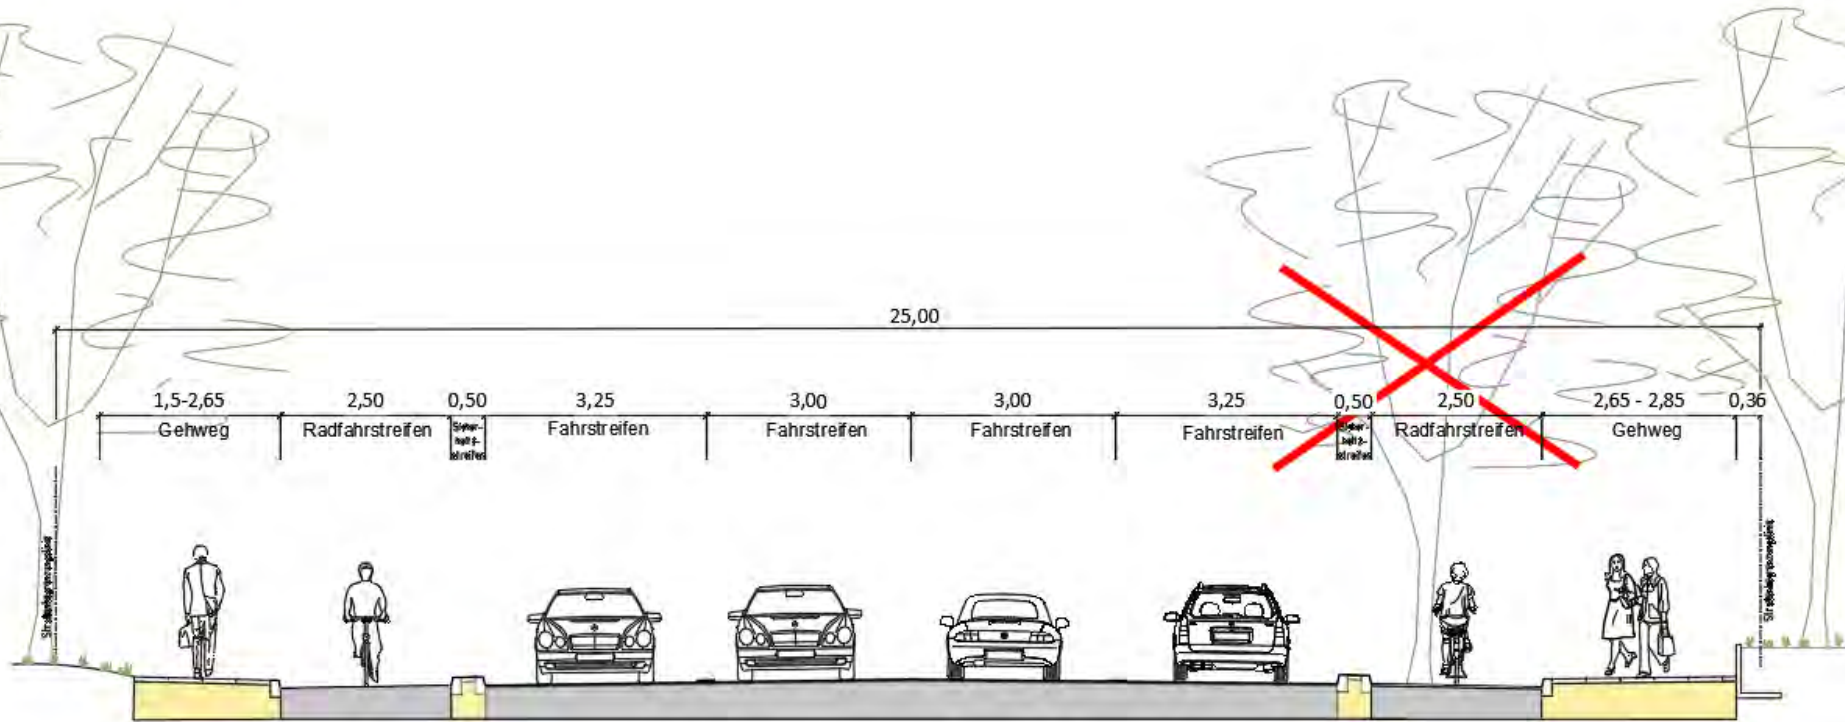 25,00
1,5-2,65 2,50 0,50 3,25 3,00 3,00 3,25 0,50 2,50 2,65 - 2,85 0,36
Gehweg Radfahrstreifen Fahrstreifen Fahrstreifen Fahrstreifen Fahrstreifen Radfahrstreifen Gehweg